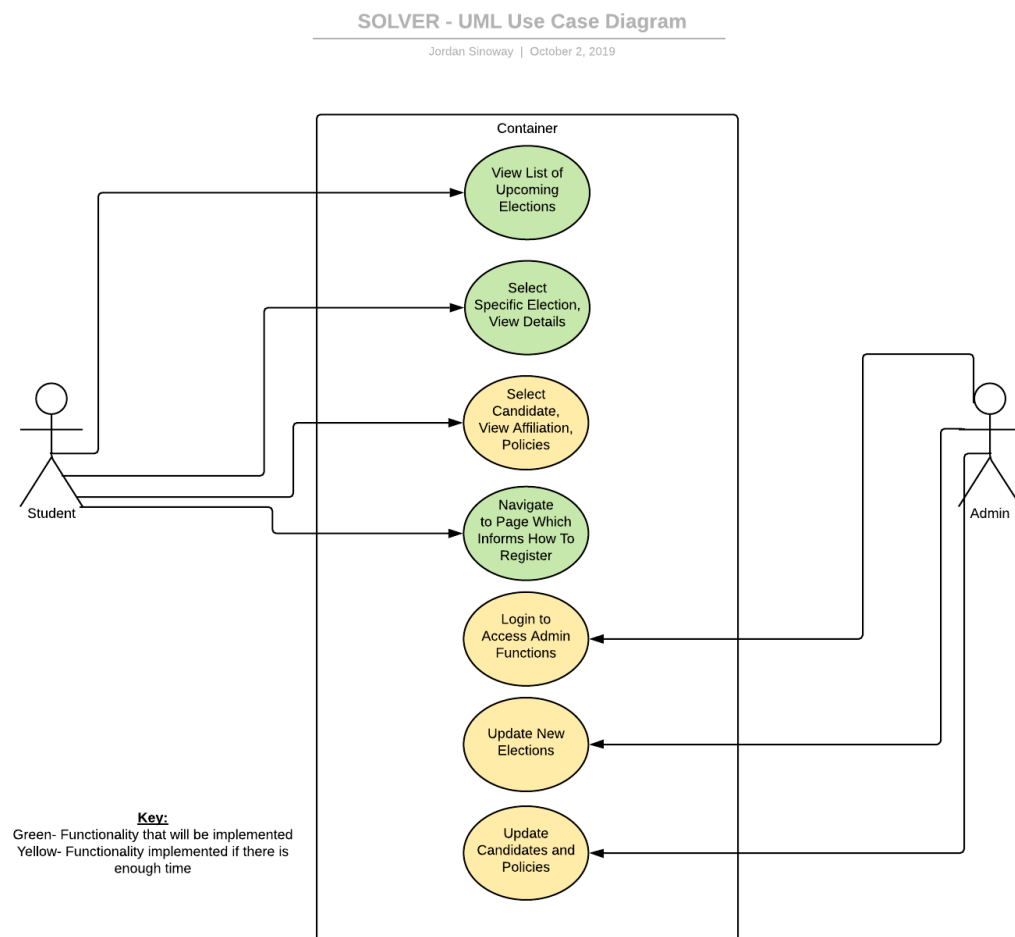 SOLVER - UML Use Case Diagram
Jordan Sinoway | October 2, 2019
Container
View List of
Upcoming
Elections
Select
Specific Election,
View Details
Select
Candidate,
View Affiliation,
Policies
Student
Navigate
to Page Which
Informs How To
Register
Admin
Login to
Access Admin
Functions
Update New
Elections
Update
Candidates and
Policies
Key:
Green- Functionality that will be implemented
Yellow- Functionality implemented if there is
enough time